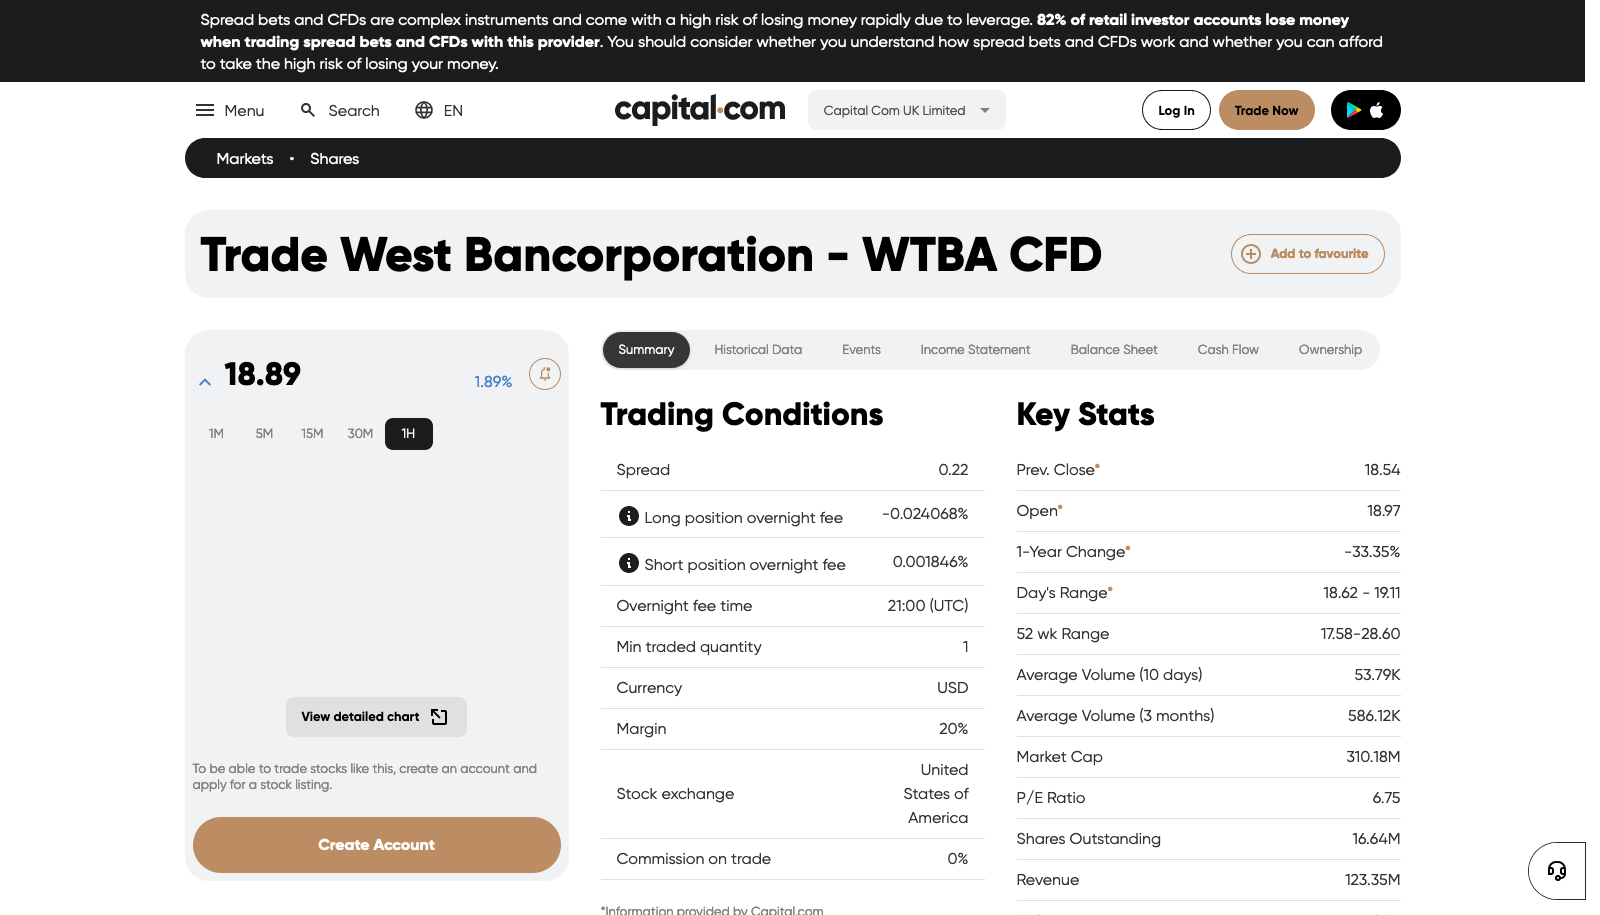 Spread bets and CFDs are complex instruments and come with a high risk of losing money rapidly due to leverage. 82% of retail investor accounts lose money
when trading spread bets and CFDs with this provider. You should consider whether you understand how spread bets and CFDs work and whether you can afford
to take the high risk of losing your money.
Menu Search EN capital.com Capital Com UK Limited Log In Trade Now
Markets • Shares
Trade West Bancorporation - WTBA CFD Add to favourite
18.89 1.89%
1M 5M 15M 30M 1H
View detailed chart
To be able to trade stocks like this, create an account and
apply for a stock listing.
Create Account
Summary Historical Data Events Income Statement Balance Sheet Cash Flow Ownership
Trading Conditions
Spread 0.22
Long position overnight fee -0.024068%
Short position overnight fee 0.001846%
Overnight fee time 21:00 (UTC)
Min traded quantity 1
Currency USD
Margin 20%
Stock exchange United
States of
America
Commission on trade 0%
*Information provided by Capital.com
Key Stats
Prev. Close* 18.54
Open* 18.97
1-Year Change* -33.35%
Day's Range* 18.62 - 19.11
52 wk Range 17.58-28.60
Average Volume (10 days) 53.79K
Average Volume (3 months) 586.12K
Market Cap 310.18M
P/E Ratio 6.75
Shares Outstanding 16.64M
Revenue 123.35M